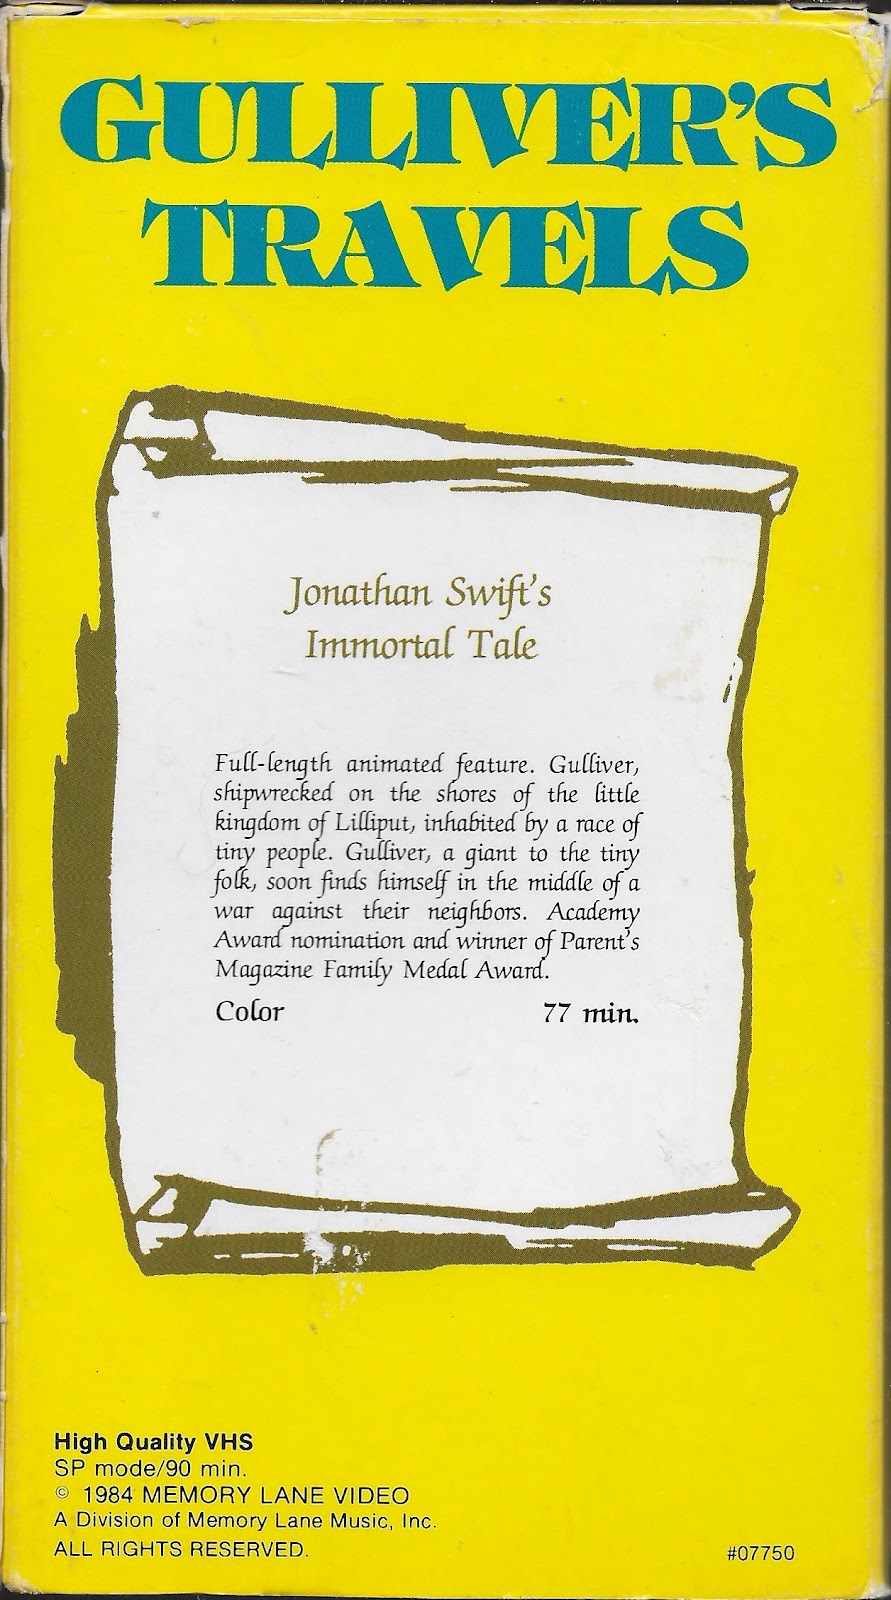 GULLIVER'S
TRAVELS
Jonathan Swift's
Immortal Tale
Full-length animated feature. Gulliver,
shipwrecked on the shores of the little
kingdom of Lilliput, inhabited by a race of
tiny people. Gulliver, a giant to the tiny
folk, soon finds himself in the middle of a
war against their neighbors. Academy
Award nomination and winner of Parent's
Magazine Family Medal Award.
Color 77 min.
High Quality VHS
SP mode/90 min.
© 1984 MEMORY LANE VIDEO
A Division of Memory Lane Music, Inc.
ALL RIGHTS RESERVED.
#07750